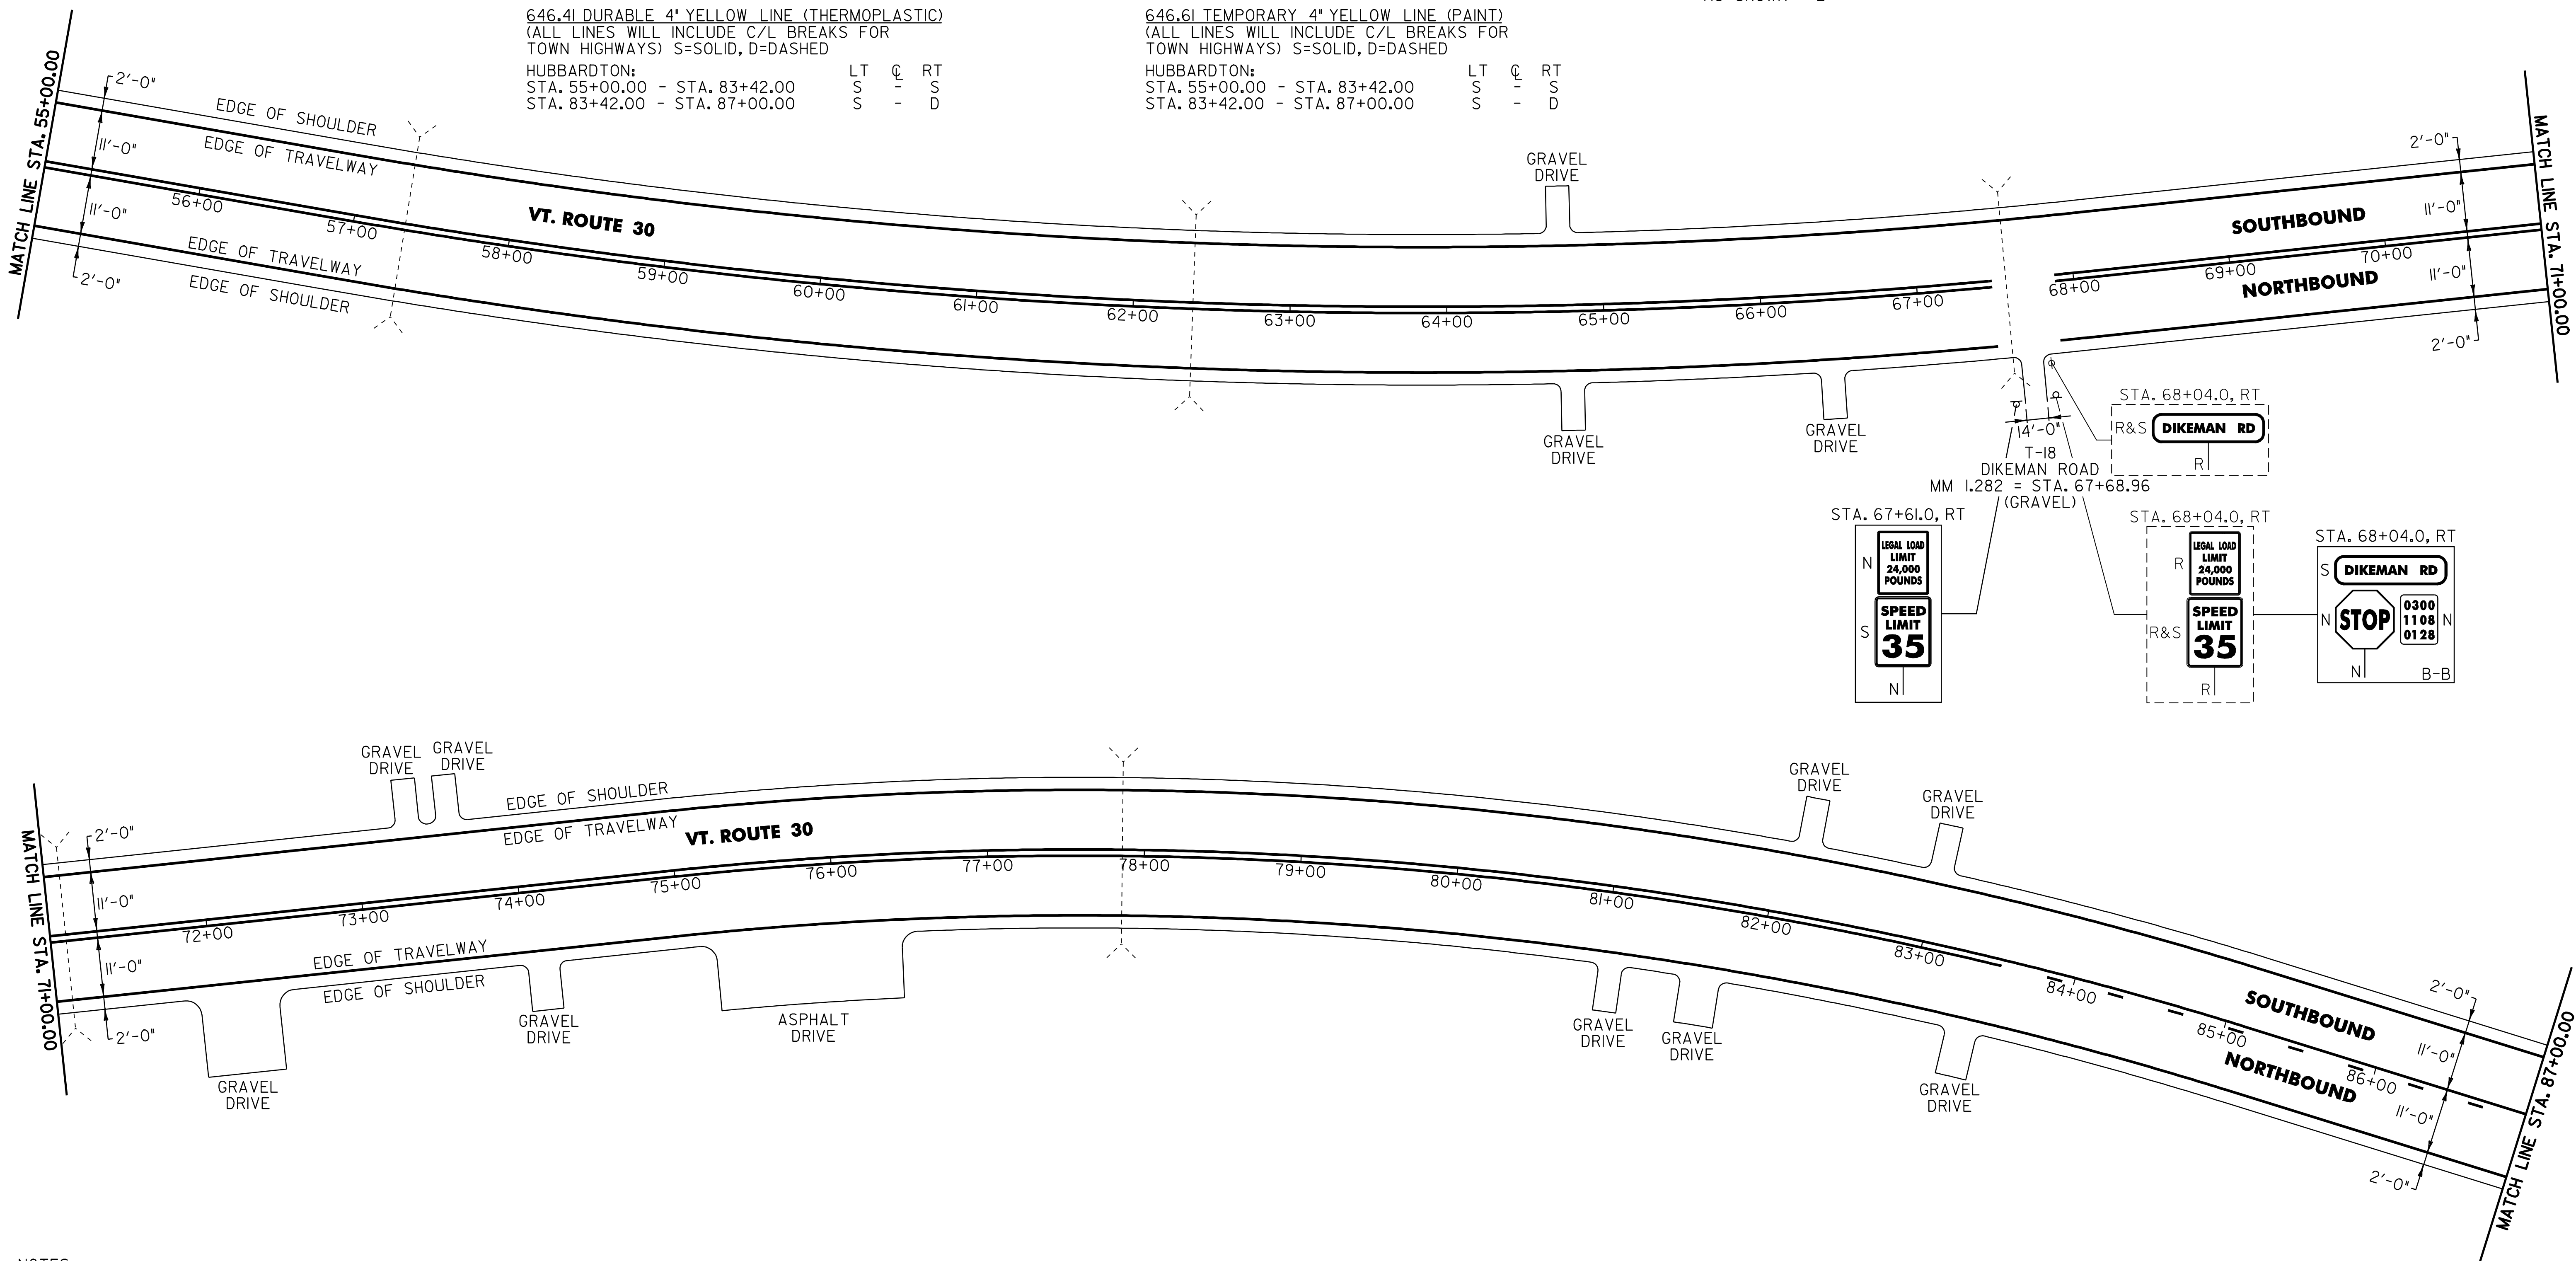 646.41 DURABLE 4" YELLOW LINE (THERMOPLASTIC)
(ALL LINES WILL INCLUDE C/L BREAKS FOR
TOWN HIGHWAYS) S=SOLID, D=DASHED
HUBBARDTON: LT ℄ RT
STA. 55+00.00 - STA. 83+42.00 S - S
STA. 83+42.00 - STA. 87+00.00 S - D
646.61 TEMPORARY 4" YELLOW LINE (PAINT)
(ALL LINES WILL INCLUDE C/L BREAKS FOR
TOWN HIGHWAYS) S=SOLID, D=DASHED
HUBBARDTON: LT ℄ RT
STA. 55+00.00 - STA. 83+42.00 S - S
STA. 83+42.00 - STA. 87+00.00 S - D
MATCH LINE STA. 55+00.00
2'-0"
11'-0"
11'-0"
2'-0"
EDGE OF SHOULDER
EDGE OF TRAVELWAY
EDGE OF TRAVELWAY
EDGE OF SHOULDER
VT. ROUTE 30
56+00
57+00
58+00
59+00
60+00
61+00
62+00
63+00
64+00
65+00
66+00
67+00
68+00
69+00
70+00
GRAVEL
DRIVE
GRAVEL
DRIVE
GRAVEL
DRIVE
SOUTHBOUND
NORTHBOUND
2'-0"
11'-0"
11'-0"
2'-0"
MATCH LINE STA. 71+00.00
14'-0"
T-18
DIKEMAN ROAD
MM 1.282 = STA. 67+68.96
(GRAVEL)
STA. 68+04.0, RT
R&S DIKEMAN RD
R
STA. 67+61.0, RT
N
LEGAL LOAD
LIMIT
24,000
POUNDS
S
SPEED
LIMIT
35
N
STA. 68+04.0, RT
R
LEGAL LOAD
LIMIT
24,000
POUNDS
R&S
SPEED
LIMIT
35
R
STA. 68+04.0, RT
S DIKEMAN RD
N STOP
0300
1108
0128
N
N
B-B
MATCH LINE STA. 71+00.00
2'-0"
11'-0"
11'-0"
2'-0"
GRAVEL
DRIVE
GRAVEL
DRIVE
EDGE OF SHOULDER
EDGE OF TRAVELWAY
VT. ROUTE 30
EDGE OF TRAVELWAY
EDGE OF SHOULDER
72+00
73+00
74+00
75+00
76+00
77+00
78+00
79+00
80+00
81+00
82+00
83+00
84+00
85+00
86+00
GRAVEL
DRIVE
GRAVEL
DRIVE
ASPHALT
DRIVE
GRAVEL
DRIVE
GRAVEL
DRIVE
GRAVEL
DRIVE
GRAVEL
DRIVE
GRAVEL
DRIVE
SOUTHBOUND
NORTHBOUND
2'-0"
11'-0"
11'-0"
2'-0"
MATCH LINE STA. 87+00.00